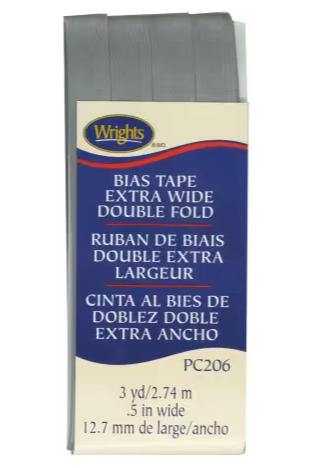 Wrights
BIAS TAPE
EXTRA WIDE
DOUBLE FOLD
RUBAN DE BIAIS
DOUBLE EXTRA
LARGEUR
CINTA AL BIES DE
DOBLEZ DOBLE
EXTRA ANCHO
PC206
3 yd/2.74 m
.5 in wide
12.7 mm de large/ancho